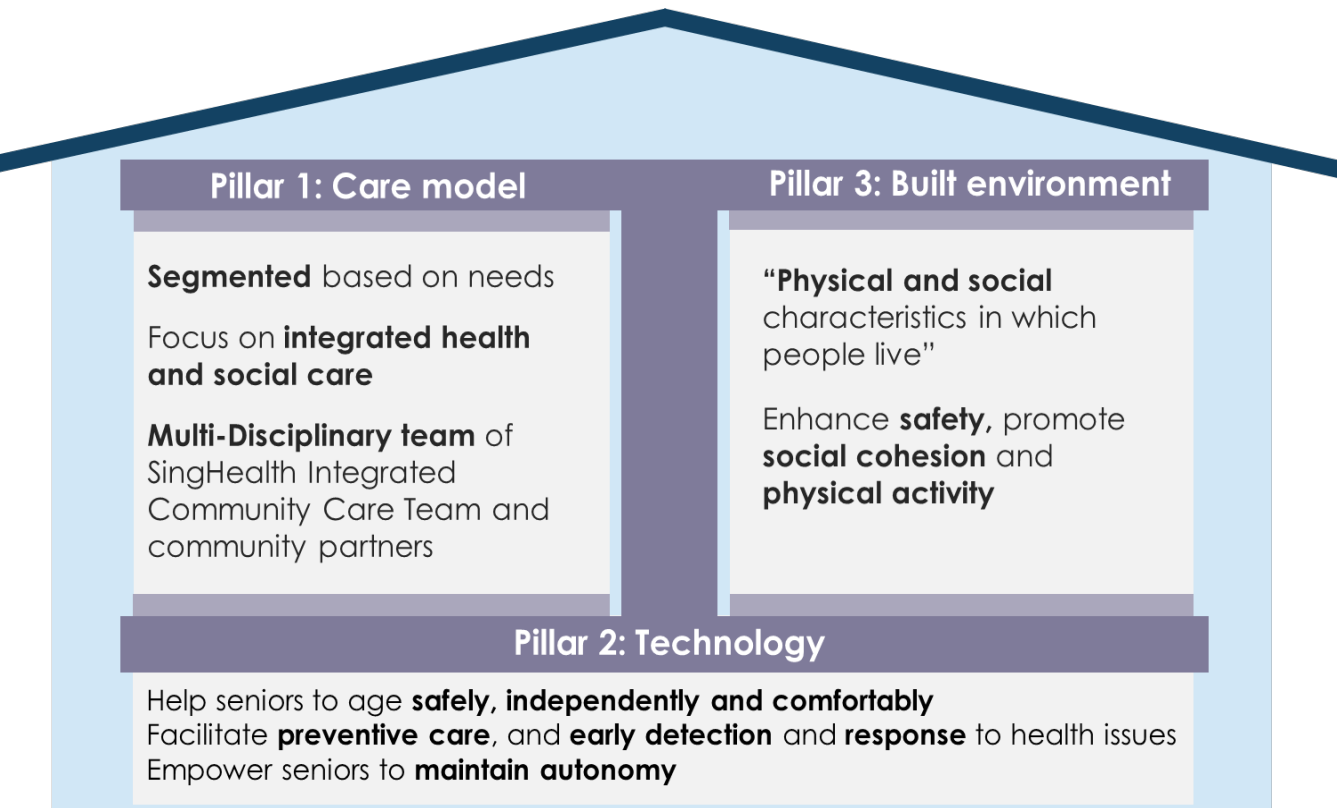 Pillar 1: Care model
Segmented based on needs
Focus on integrated health
and social care
Multi-Disciplinary team of
SingHealth Integrated
Community Care Team and
community partners
Pillar 3: Built environment
“Physical and social
characteristics in which
people live”
Enhance safety, promote
social cohesion and
physical activity
Pillar 2: Technology
Help seniors to age safely, independently and comfortably
Facilitate preventive care, and early detection and response to health issues
Empower seniors to maintain autonomy